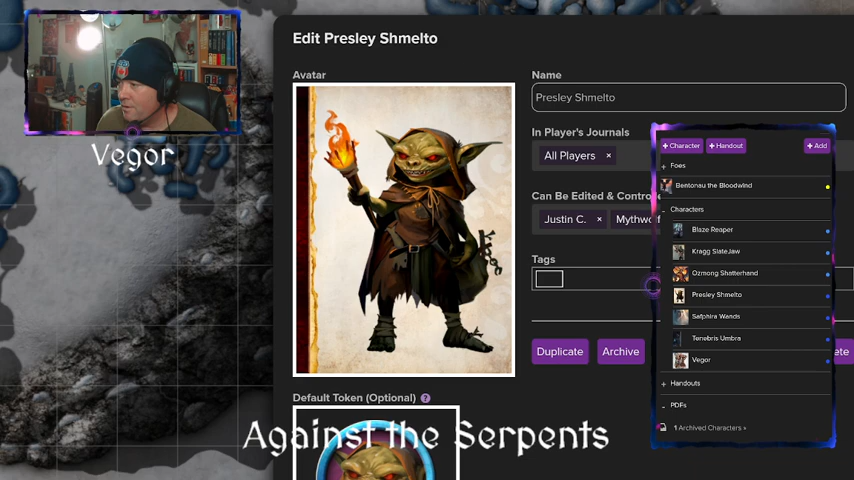 Edit Presley Shmelto
Avatar
Name
Presley Shmelto
In Player's Journals
All Players ×
Can Be Edited & Contro
Justin C. ×
Tags
Duplicate
Archive
Default Token (Optional) ?
Vegor
Against the Serpents
+ Character
+ Handout
+ Add
+ Foes
Bentonau the Bloodwind
- Characters
Blaze Reaper
Kragg SlateJaw
Ozmong Shatterhand
Presley Shmelto
Safphira Wands
Tenebris Umbra
Vegor
+ Handouts
- PDFs
1 Archived Characters »